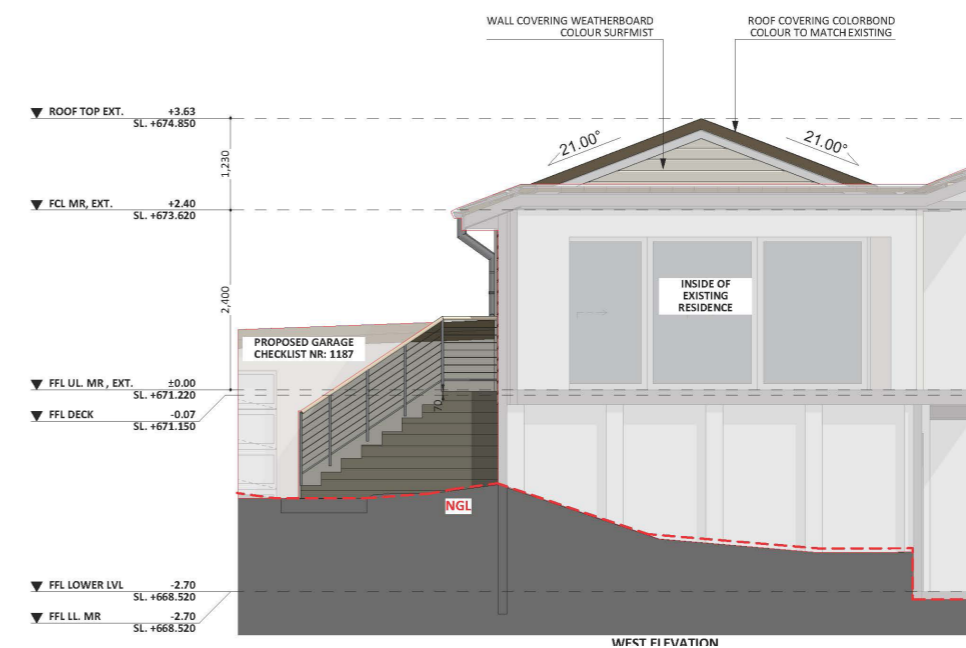 WALL COVERING WEATHERBOARD
COLOUR SURFMIST
ROOF COVERING COLORBOND
COLOUR TO MATCH EXISTING
ROOF TOP EXT. +3.63
SL. +674.850
21.00°
21.00°
1,230
FCL MR, EXT. +2.40
SL. +673.620
INSIDE OF
EXISTING
RESIDENCE
2,400
PROPOSED GARAGE
CHECKLIST NR: 1187
FFL UL. MR , EXT. ±0.00
SL. +671.220
FFL DECK -0.07
SL. +671.150
70
NGL
FFL LOWER LVL -2.70
SL. +668.520
FFL LL. MR -2.70
SL. +668.520
WEST ELEVATION